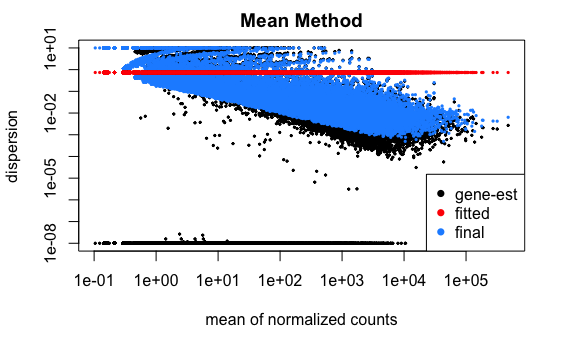 Mean Method
dispersion
1e+01
1e-02
1e-05
1e-08
gene-est
fitted
final
1e-01 1e+00 1e+01 1e+02 1e+03 1e+04 1e+05
mean of normalized counts